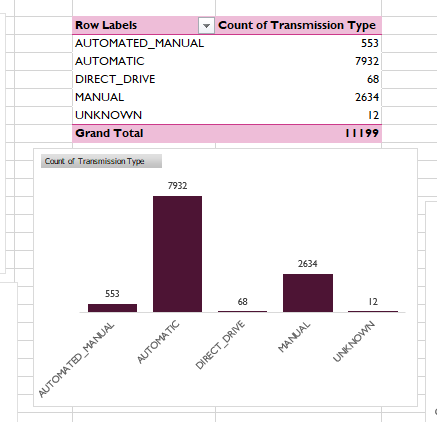 Row Labels Count of Transmission Type
AUTOMATED_MANUAL 553
AUTOMATIC 7932
DIRECT_DRIVE 68
MANUAL 2634
UNKNOWN 12
Grand Total 11199
Count of Transmission Type
7932
2634
553
68
12
AUTOMATED_MANUAL
AUTOMATIC
DIRECT_DRIVE
MANUAL
UNKNOWN